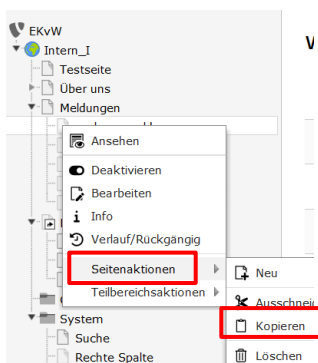 EKvW
Intern_I
Testseite
Über uns
Meldungen
Ansehen
Deaktivieren
Bearbeiten
Info
Verlauf/Rückgängig
Seitenaktionen
Neu
Teilbereichsaktionen
System
Kopieren
Suche
Löschen
Rechte Spalte